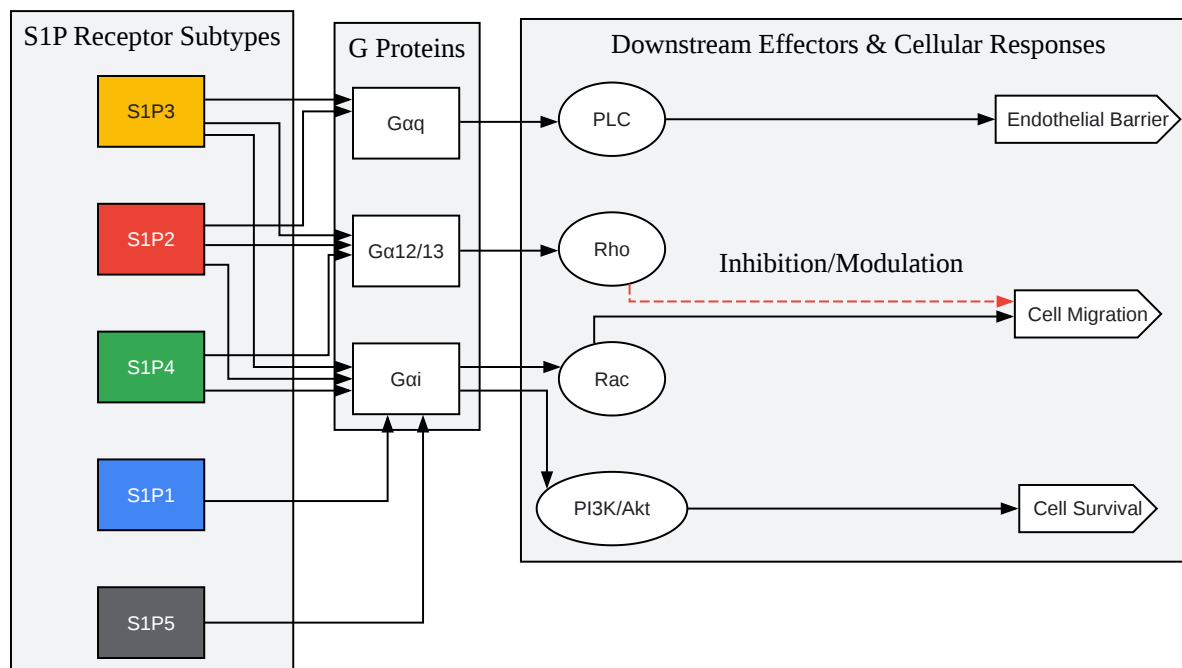 S1P Receptor Subtypes
S1P3
S1P2
S1P4
S1P1
S1P5
G Proteins
Gαq
Gα12/13
Gαi
Downstream Effectors & Cellular Responses
PLC
Endothelial Barrier
Rho
Inhibition/Modulation
Cell Migration
Rac
PI3K/Akt
Cell Survival